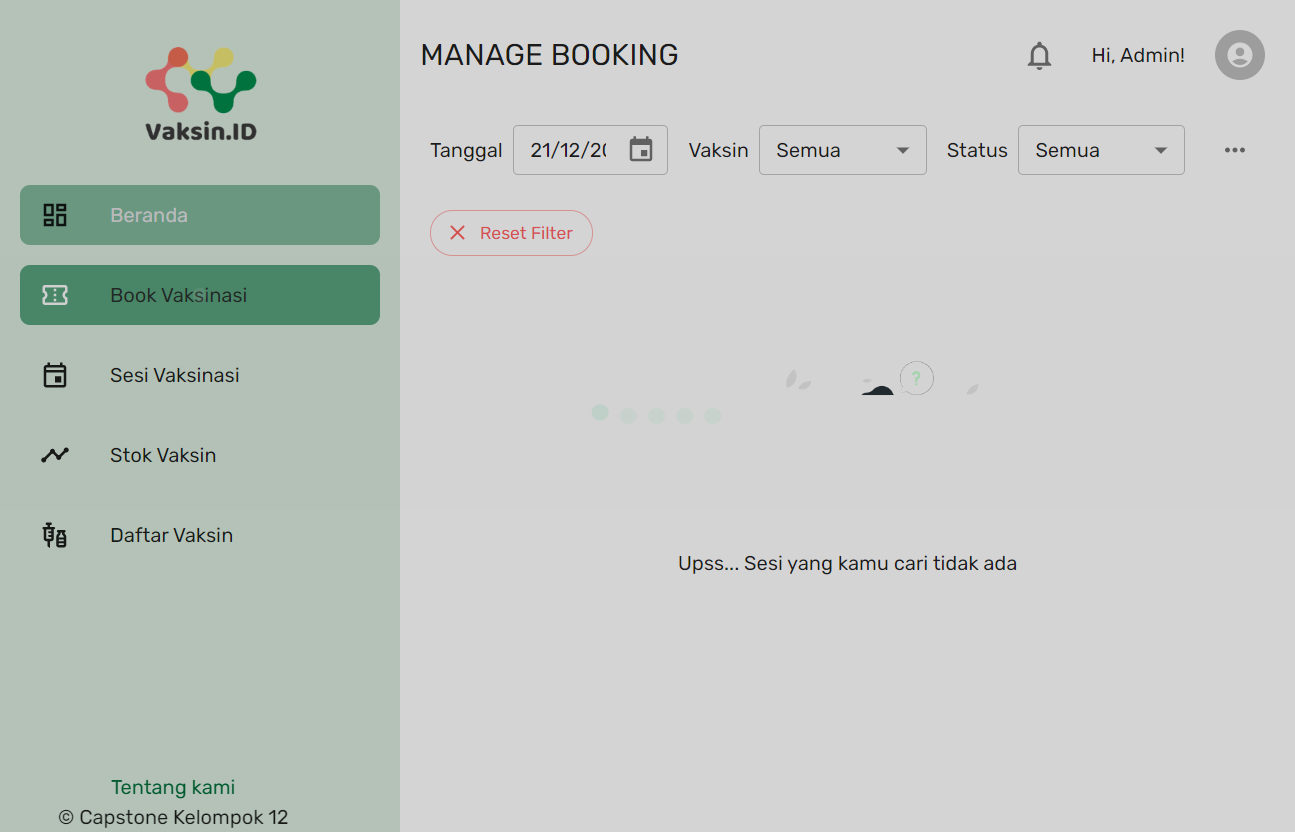 Vaksin.ID
Beranda
Book Vaksinasi
Sesi Vaksinasi
Stok Vaksin
Daftar Vaksin
Tentang kami
© Capstone Kelompok 12
MANAGE BOOKING
Hi, Admin!
Tanggal 21/12/20 Vaksin Semua Status Semua
Reset Filter
?
Upss... Sesi yang kamu cari tidak ada